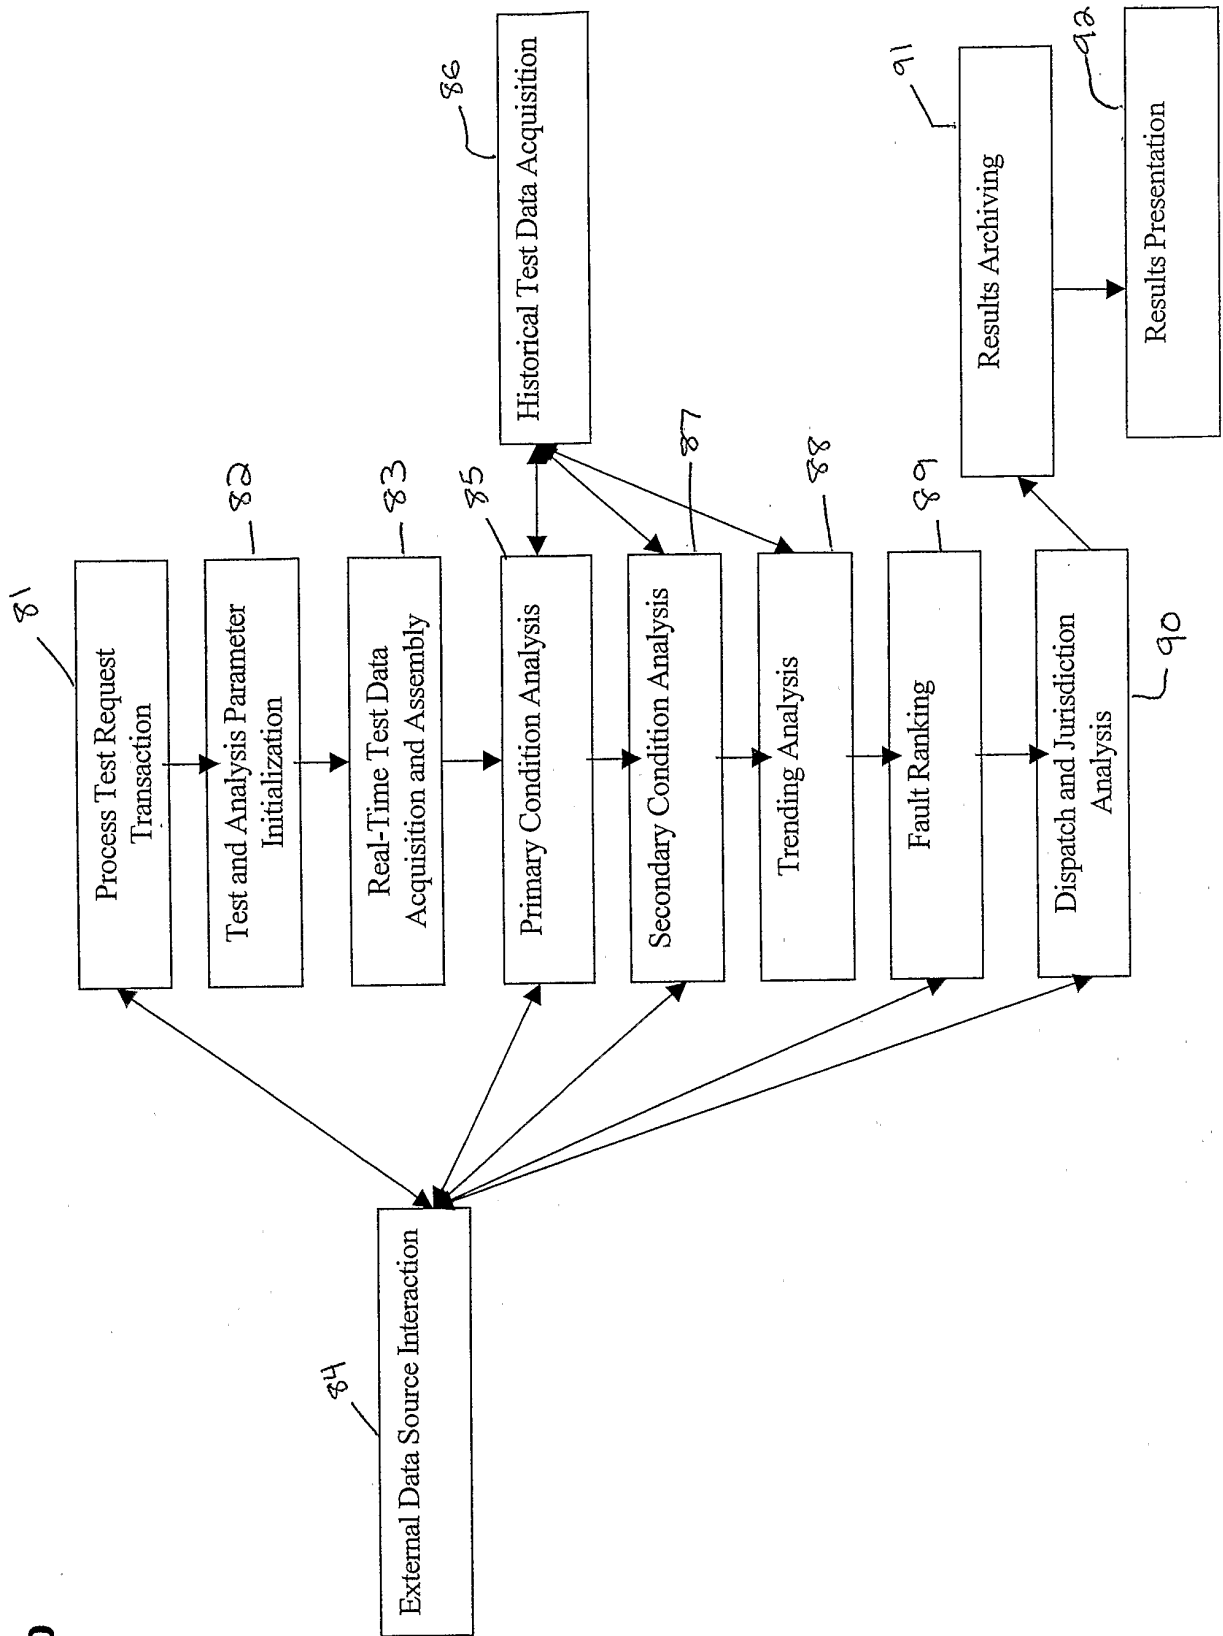 81
Process Test Request
Transaction
82
Test and Analysis Parameter
Initialization
83
Real-Time Test Data
Acquisition and Assembly
84
External Data Source Interaction
85
Primary Condition Analysis
86
Historical Test Data Acquisition
87
Secondary Condition Analysis
88
Trending Analysis
89
Fault Ranking
90
Dispatch and Jurisdiction
Analysis
91
Results Archiving
92
Results Presentation